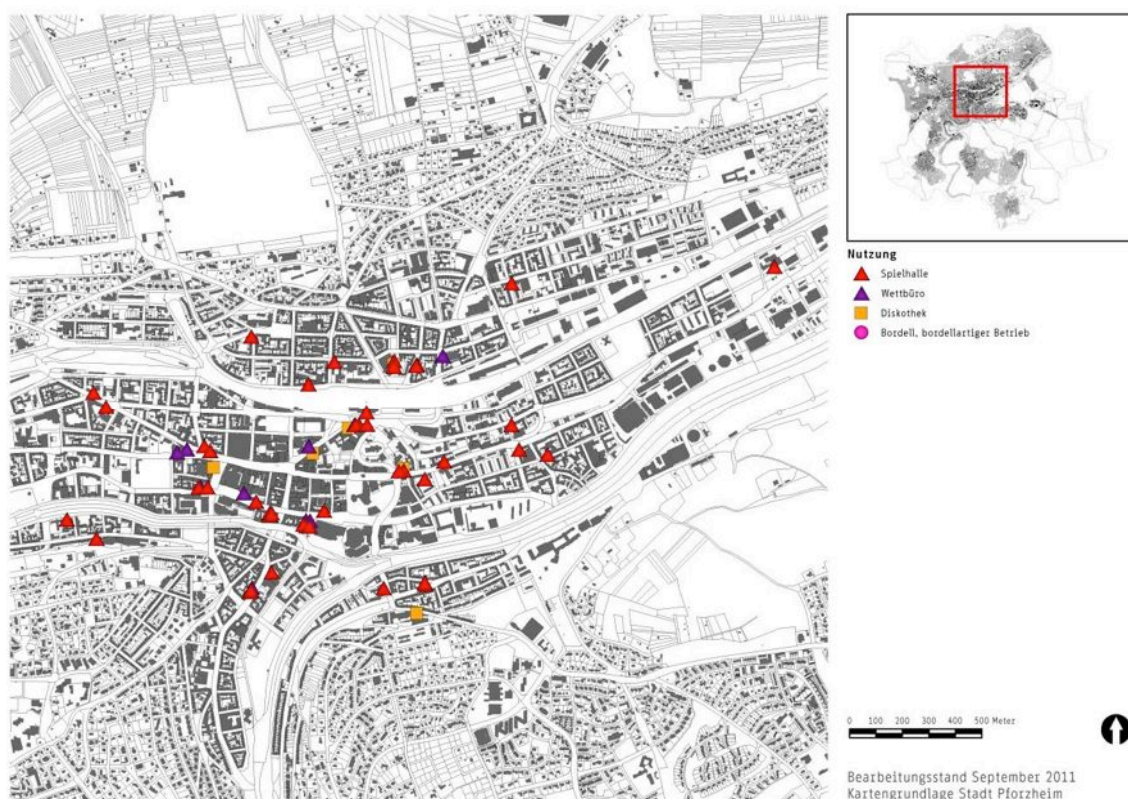 Nutzung
Spielhalle
Wettbüro
Diskothek
Bordell, bordellartiger Betrieb
0 100 200 300 400 500 Meter
Bearbeitungsstand September 2011
Kartengrundlage Stadt Pforzheim